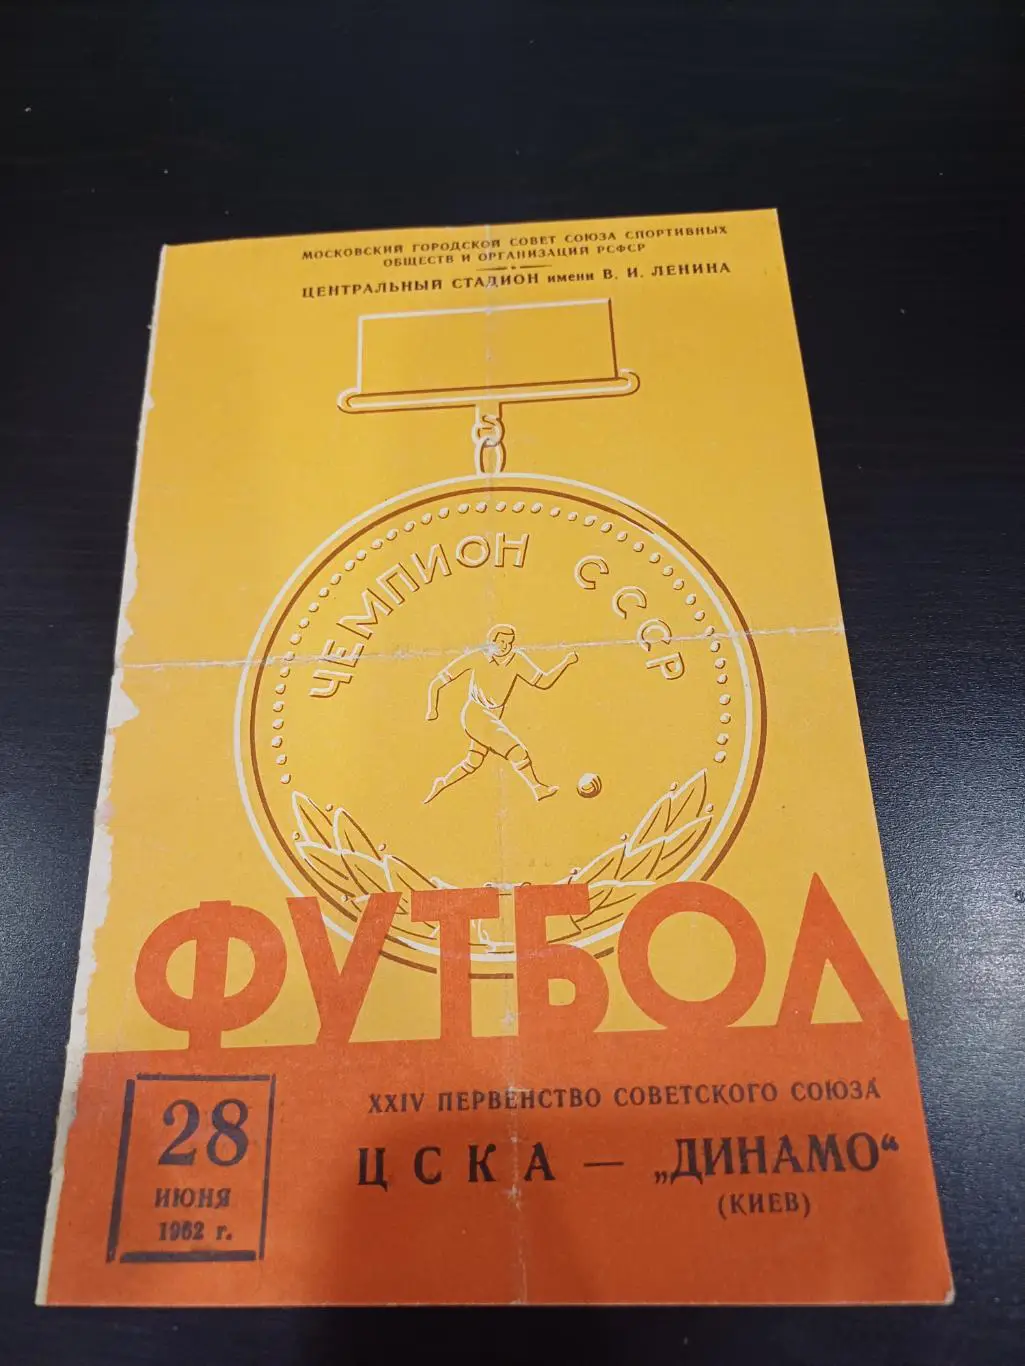 МОСКОВСКИЙ ГОРОДСКОЙ СОВЕТ СОЮЗА СПОРТИВНЫХ
ОБЩЕСТВ И ОРГАНИЗАЦИЙ РСФСР
ЦЕНТРАЛЬНЫЙ СТАДИОН имени В. И. ЛЕНИНА
ЧЕМПИОН СССР
ФУТБОЛ
28
ИЮНЯ
1962 г.
XXIV ПЕРВЕНСТВО СОВЕТСКОГО СОЮЗА
ЦСКА — „ДИНАМО“
(КИЕВ)